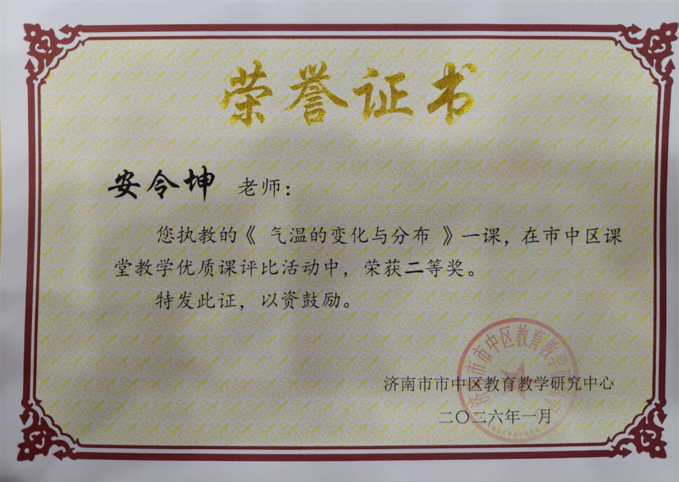 荣誉证书
安令坤 老师：
您执教的《 气温的变化与分布 》一课，在市中区课
堂教学优质课评比活动中，荣获二等奖。
特发此证，以资鼓励。
济南市市中区教育教学研究中心
二〇二六年一月